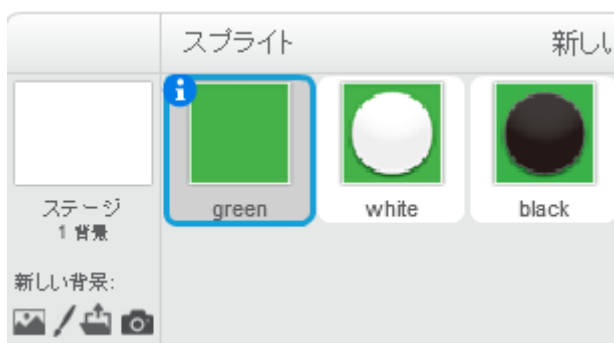 スプライト 新しい
ステージ
1 背景
新しい背景:
green
white
black